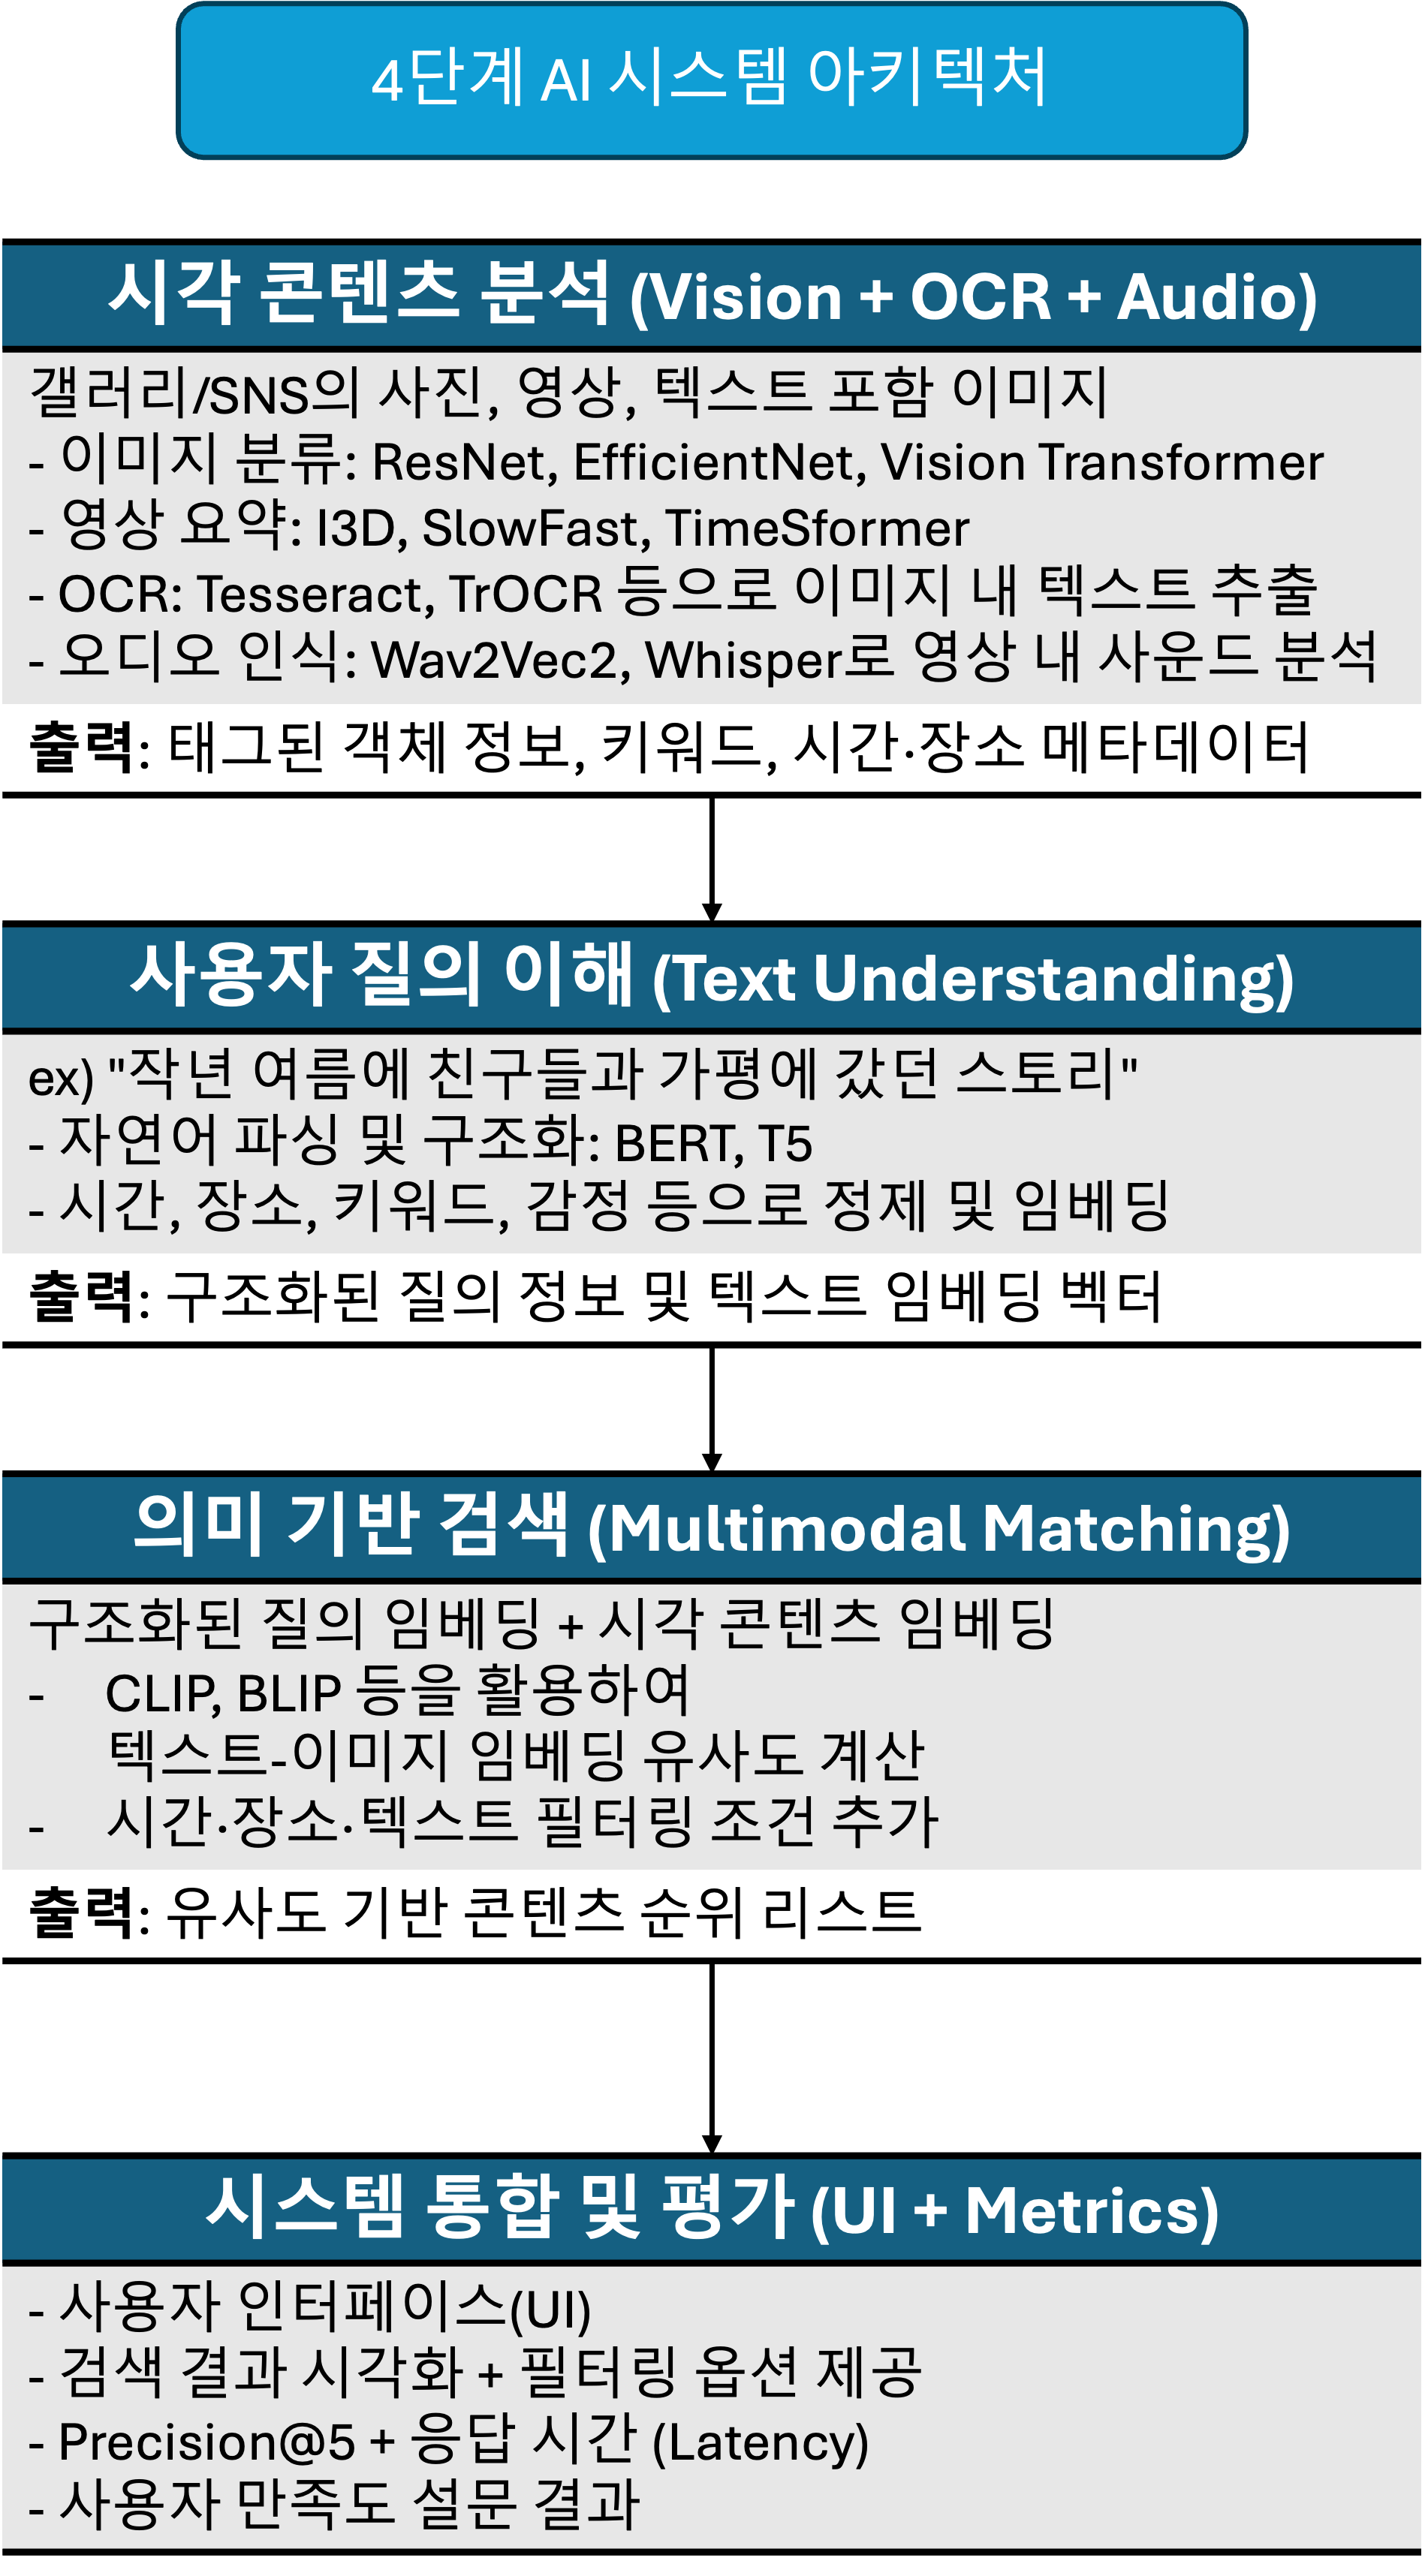 4단계 AI 시스템 아키텍처
시각 콘텐츠 분석 (Vision + OCR + Audio)
갤러리/SNS의 사진, 영상, 텍스트 포함 이미지
- 이미지 분류: ResNet, EfficientNet, Vision Transformer
- 영상 요약: I3D, SlowFast, TimeSformer
- OCR: Tesseract, TrOCR 등으로 이미지 내 텍스트 추출
- 오디오 인식: Wav2Vec2, Whisper로 영상 내 사운드 분석
출력: 태그된 객체 정보, 키워드, 시간·장소 메타데이터
사용자 질의 이해 (Text Understanding)
ex) "작년 여름에 친구들과 가평에 갔던 스토리"
- 자연어 파싱 및 구조화: BERT, T5
- 시간, 장소, 키워드, 감정 등으로 정제 및 임베딩
출력: 구조화된 질의 정보 및 텍스트 임베딩 벡터
의미 기반 검색 (Multimodal Matching)
구조화된 질의 임베딩 + 시각 콘텐츠 임베딩
- CLIP, BLIP 등을 활용하여
텍스트-이미지 임베딩 유사도 계산
- 시간·장소·텍스트 필터링 조건 추가
출력: 유사도 기반 콘텐츠 순위 리스트
시스템 통합 및 평가 (UI + Metrics)
- 사용자 인터페이스(UI)
- 검색 결과 시각화 + 필터링 옵션 제공
- Precision@5 + 응답 시간 (Latency)
- 사용자 만족도 설문 결과